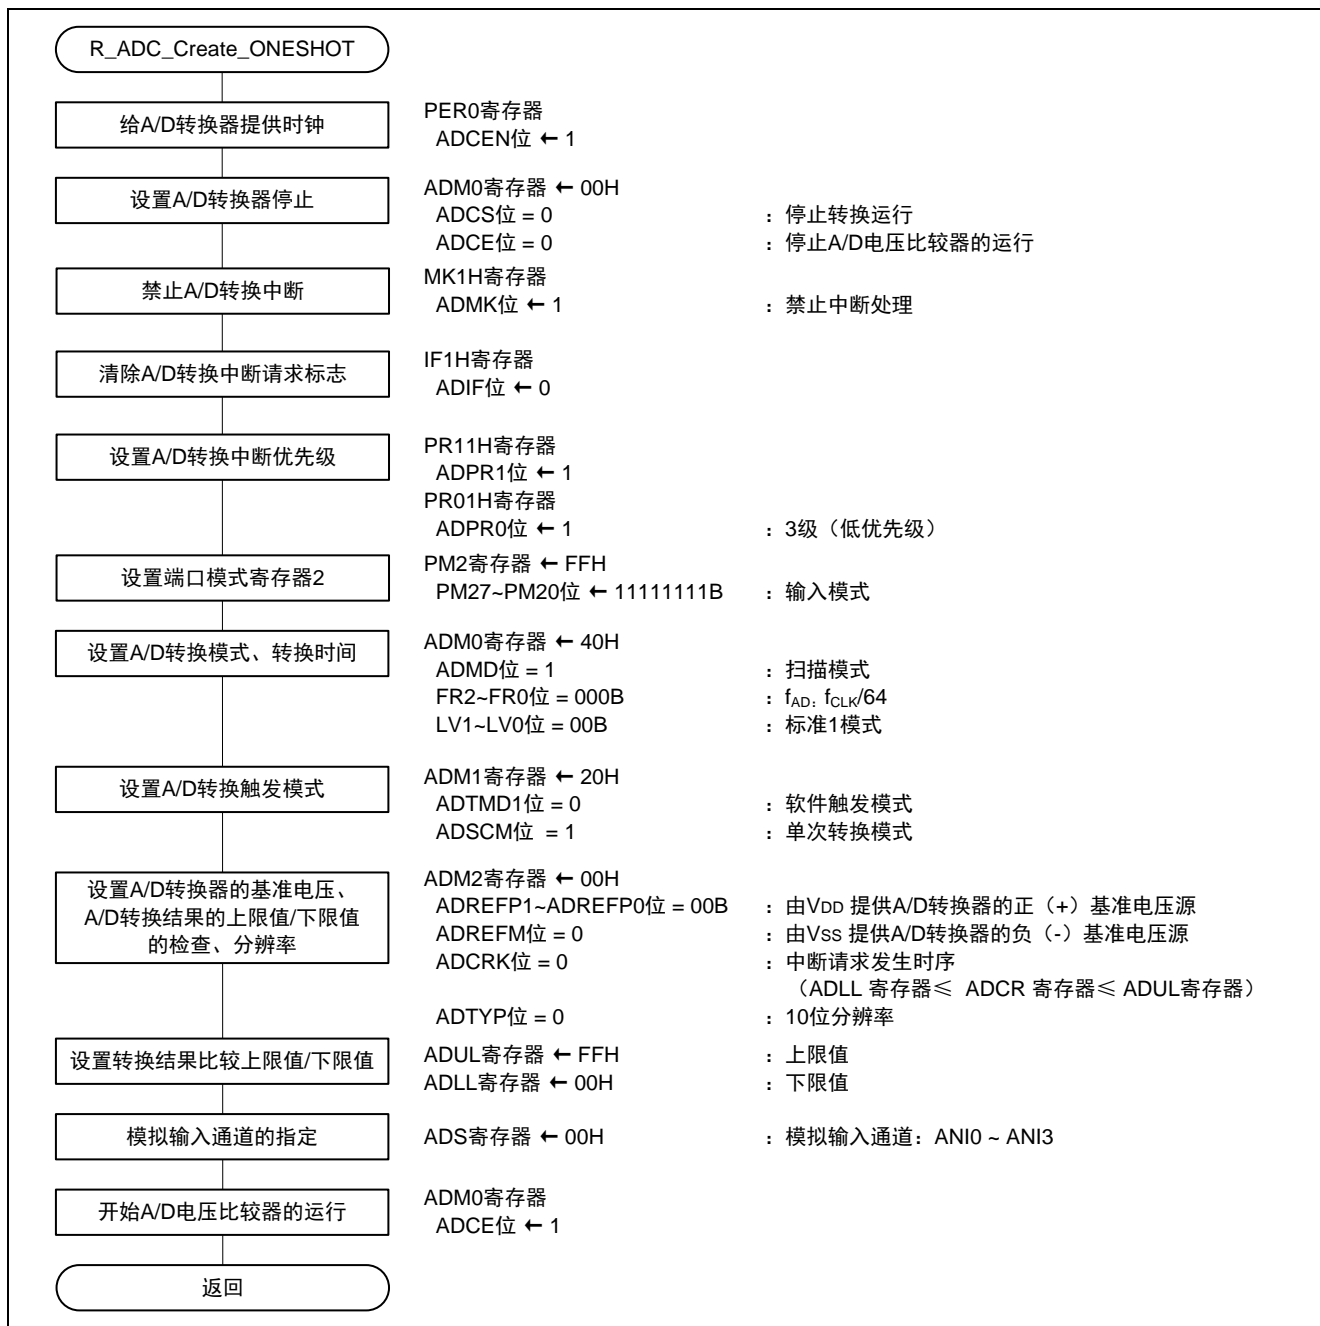 R_ADC_Create_ONESHOT
给A/D转换器提供时钟
PER0寄存器
ADCEN位 ← 1
设置A/D转换器停止
ADM0寄存器 ← 00H
ADCS位 = 0 ：停止转换运行
ADCE位 = 0 ：停止A/D电压比较器的运行
禁止A/D转换中断
MK1H寄存器
ADMK位 ← 1 ：禁止中断处理
清除A/D转换中断请求标志
IF1H寄存器
ADIF位 ← 0
设置A/D转换中断优先级
PR11H寄存器
ADPR1位 ← 1
PR01H寄存器
ADPR0位 ← 1 ：3级（低优先级）
设置端口模式寄存器2
PM2寄存器 ← FFH
PM27~PM20位 ← 11111111B ：输入模式
设置A/D转换模式、转换时间
ADM0寄存器 ← 40H
ADMD位 = 1 ：扫描模式
FR2~FR0位 = 000B ：fAD：fCLK/64
LV1~LV0位 = 00B ：标准1模式
设置A/D转换触发模式
ADM1寄存器 ← 20H
ADTMD1位 = 0 ：软件触发模式
ADSCM位 = 1 ：单次转换模式
设置A/D转换器的基准电压、
A/D转换结果的上限值/下限值
的检查、分辨率
ADM2寄存器 ← 00H
ADREFP1~ADREFP0位 = 00B ：由VDD 提供A/D转换器的正（+）基准电压源
ADREFM位 = 0 ：由Vss 提供A/D转换器的负（-）基准电压源
ADCRK位 = 0 ：中断请求发生时序
（ADLL 寄存器≤ ADCR 寄存器≤ ADUL寄存器）
ADTYP位 = 0 ：10位分辨率
设置转换结果比较上限值/下限值
ADUL寄存器 ← FFH ：上限值
ADLL寄存器 ← 00H ：下限值
模拟输入通道的指定
ADS寄存器 ← 00H ：模拟输入通道：ANI0 ~ ANI3
开始A/D电压比较器的运行
ADM0寄存器
ADCE位 ← 1
返回